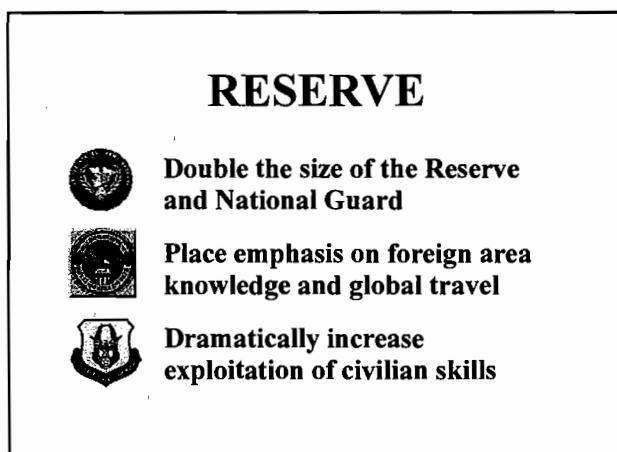 RESERVE
Double the size of the Reserve
and National Guard
Place emphasis on foreign area
knowledge and global travel
Dramatically increase
exploitation of civilian skills